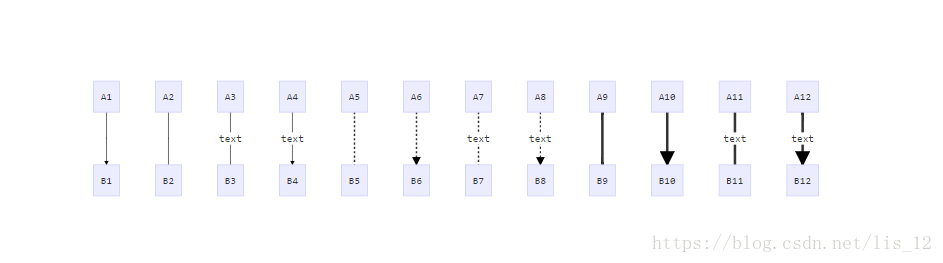 A1 A2 A3 A4 A5 A6 A7 A8 A9 A10 A11 A12
text text text text text text
B1 B2 B3 B4 B5 B6 B7 B8 B9 B10 B11 B12
https://blog.csdn.net/lis_12